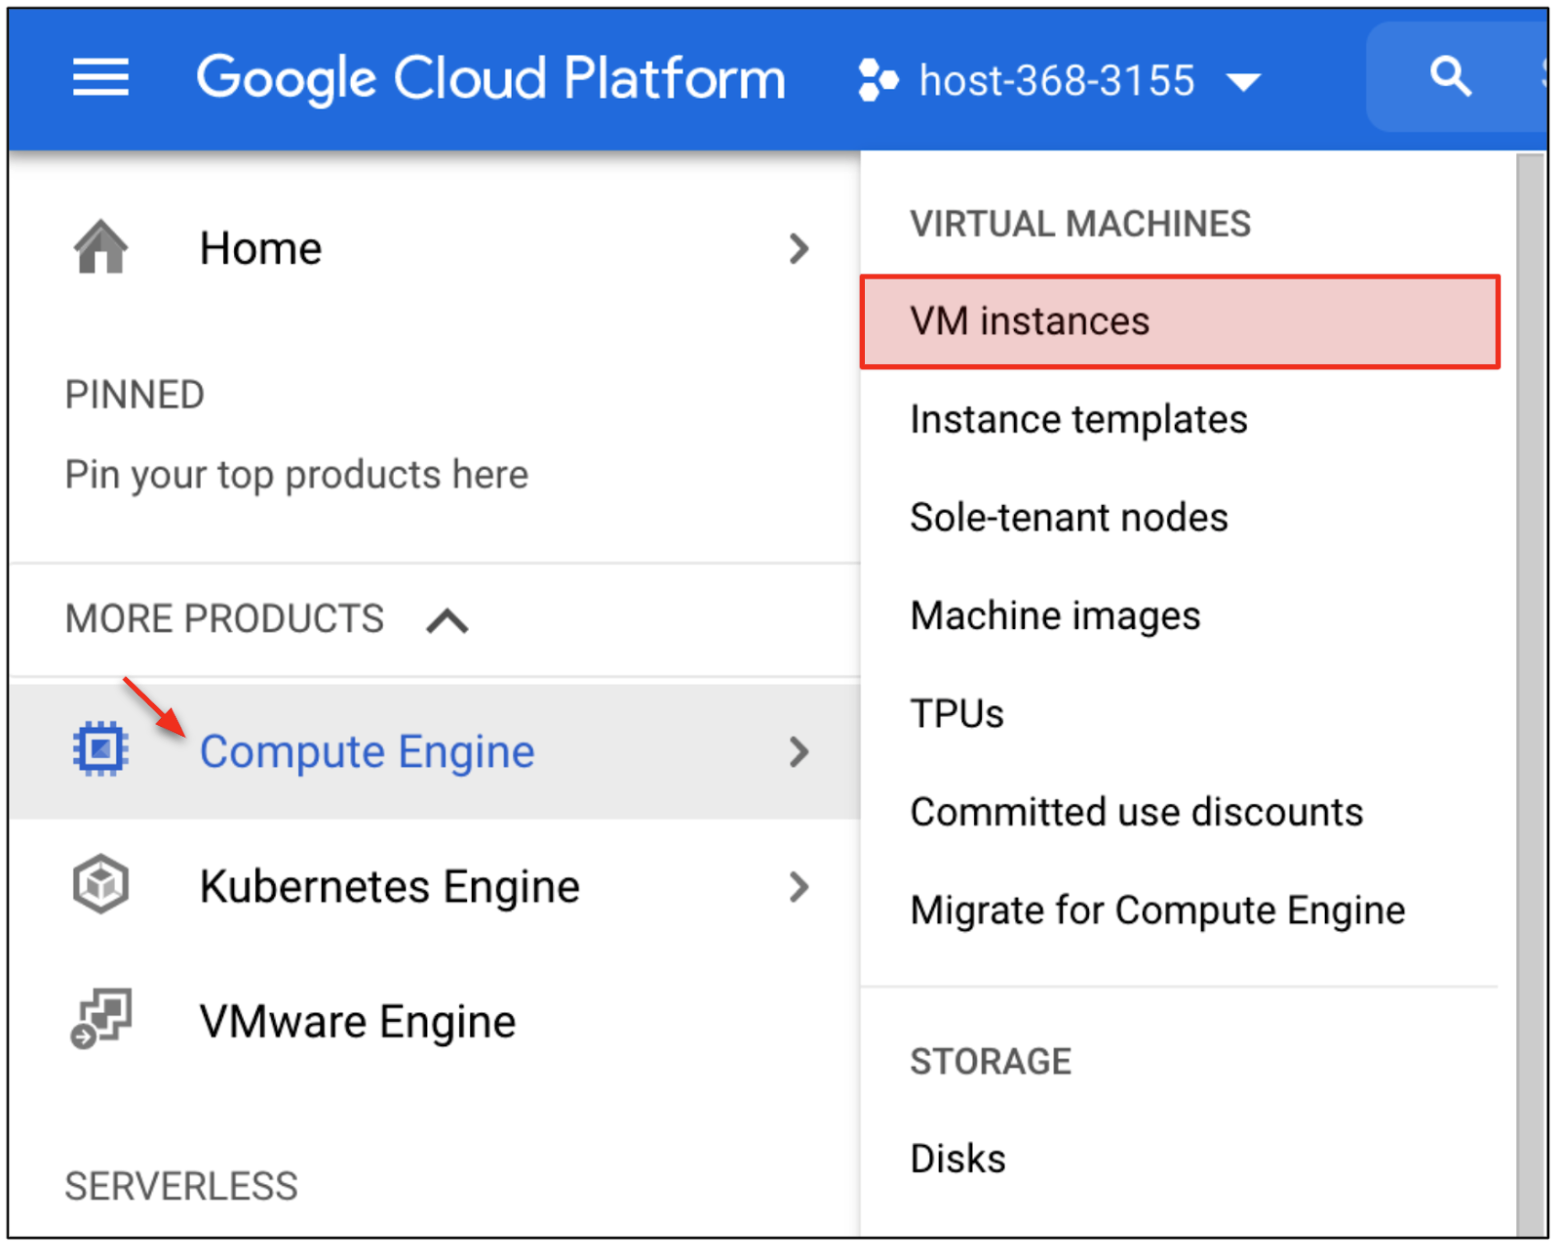 Google Cloud Platform
host-368-3155
Home
PINNED
Pin your top products here
MORE PRODUCTS
Compute Engine
Kubernetes Engine
VMware Engine
SERVERLESS
VIRTUAL MACHINES
VM instances
Instance templates
Sole-tenant nodes
Machine images
TPUs
Committed use discounts
Migrate for Compute Engine
STORAGE
Disks